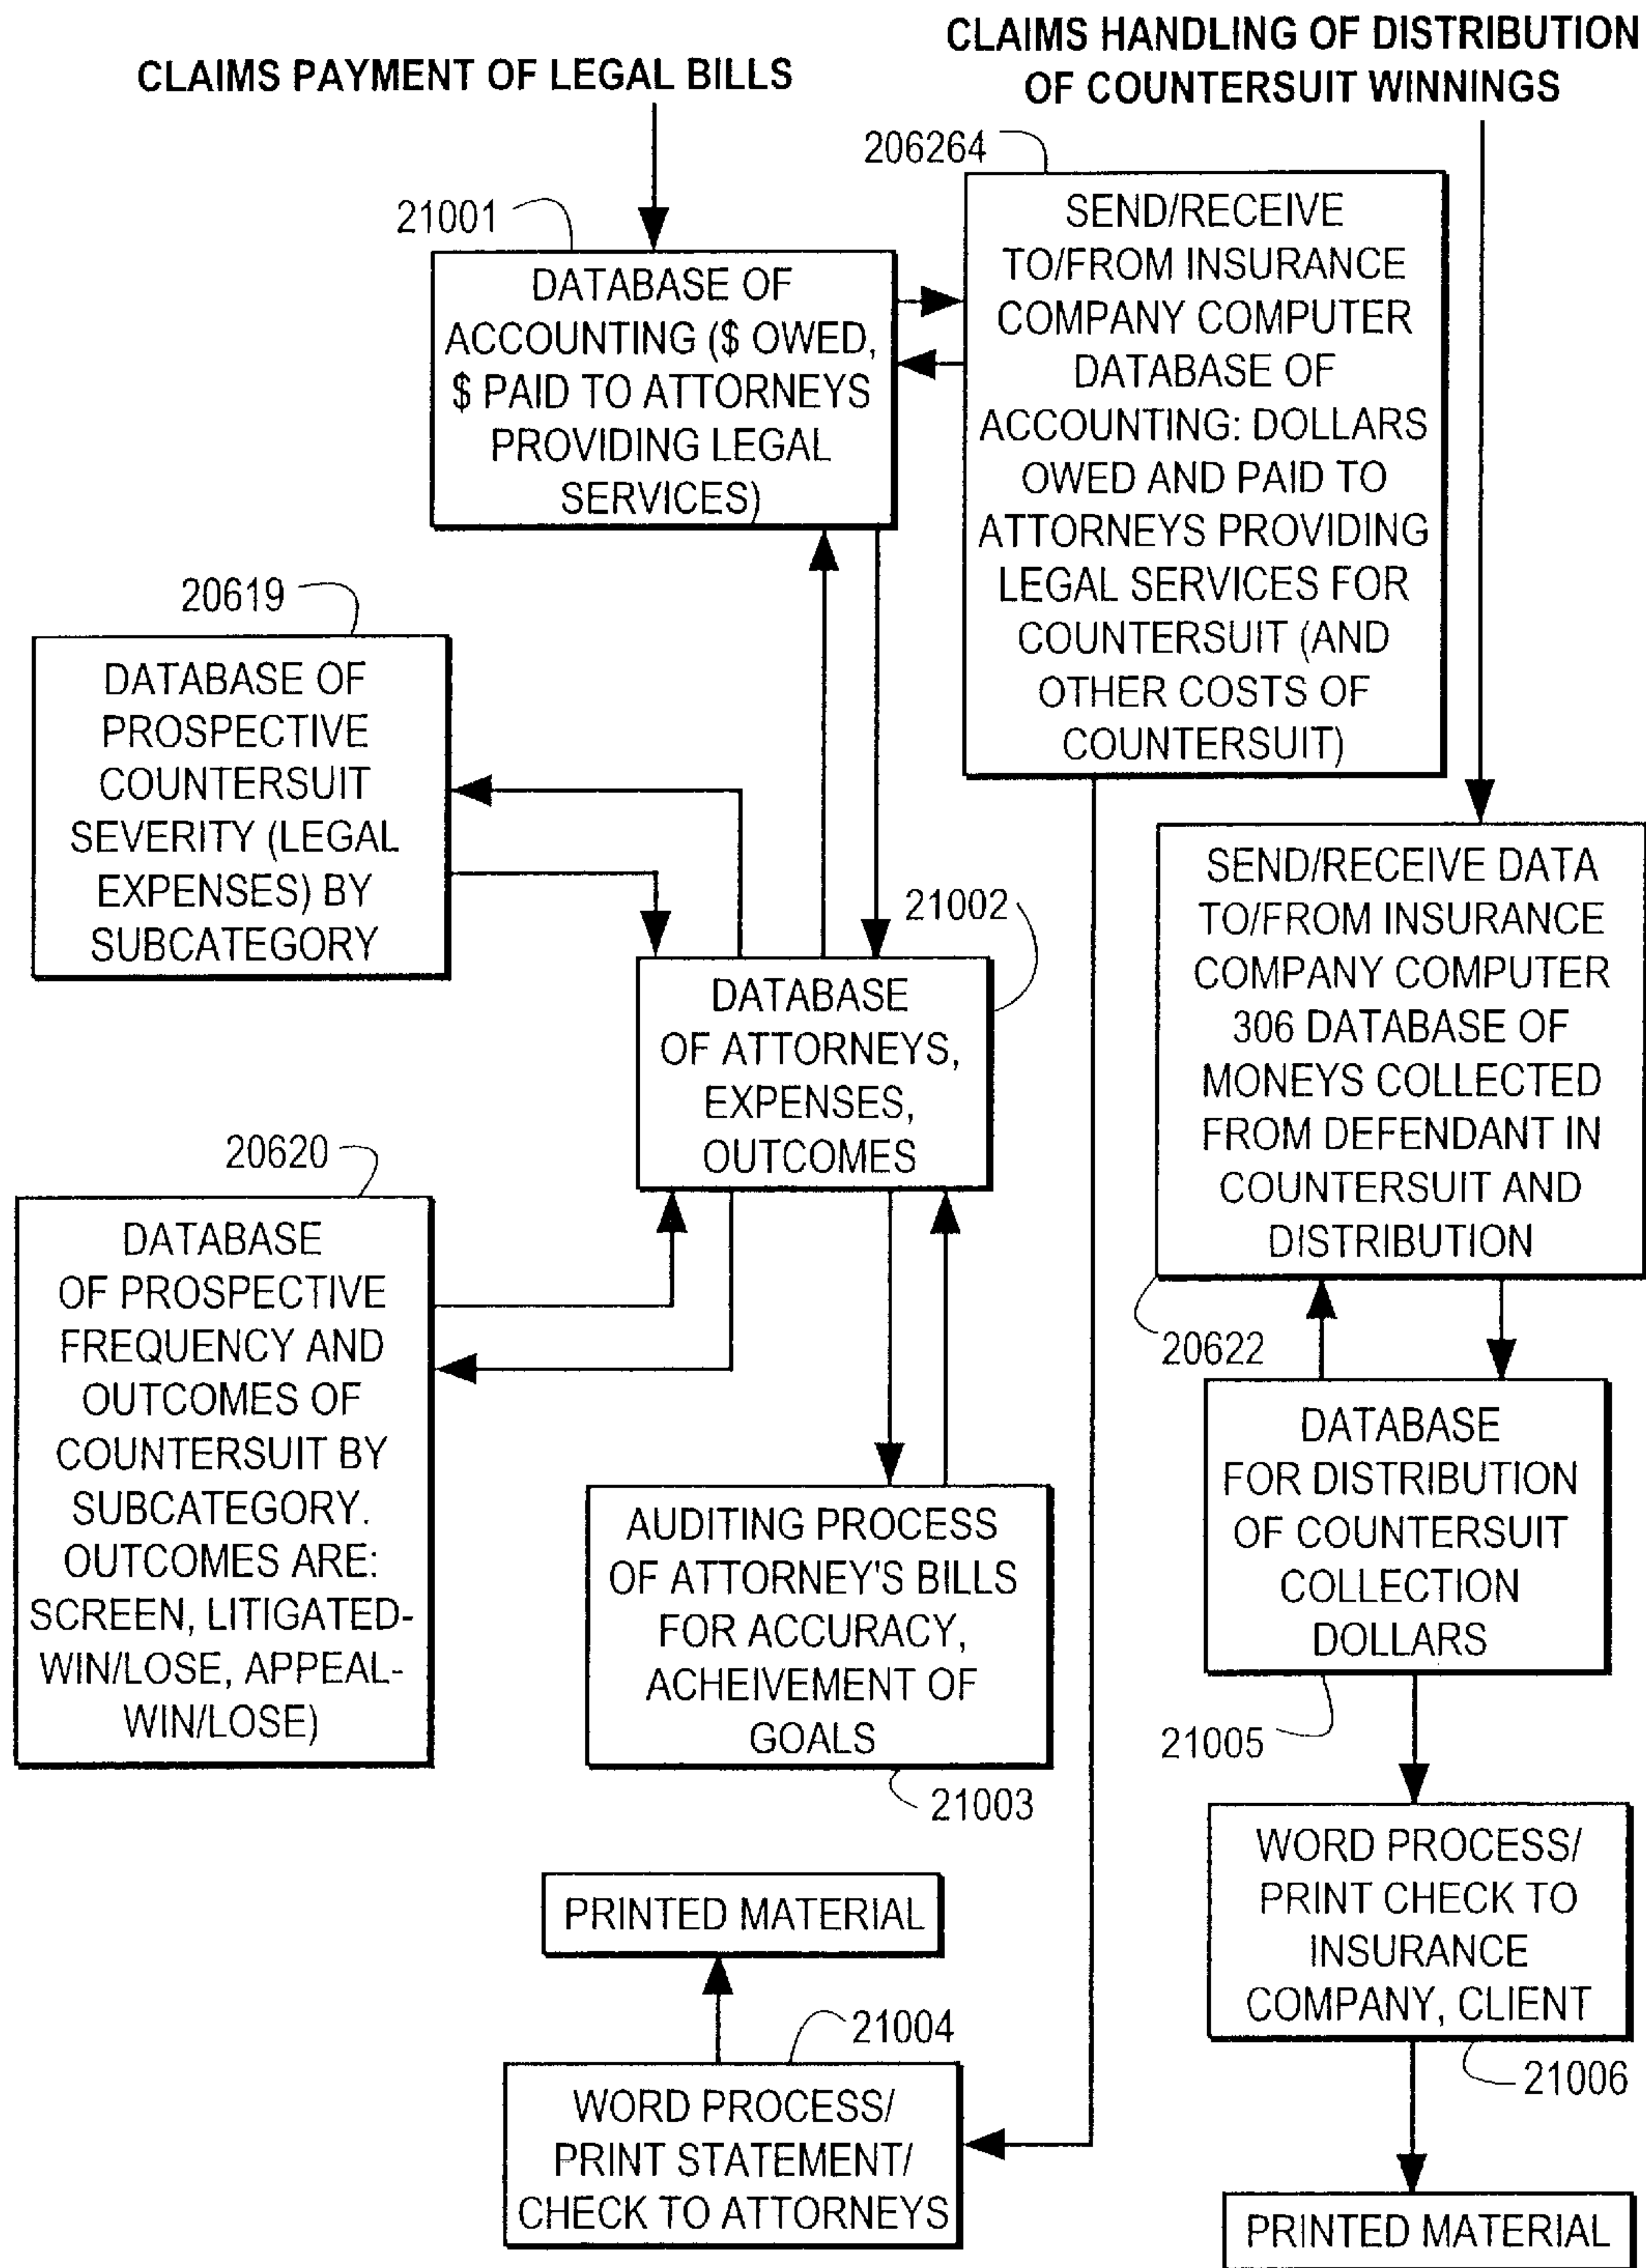 CLAIMS PAYMENT OF LEGAL BILLS
CLAIMS HANDLING OF DISTRIBUTION
OF COUNTERSUIT WINNINGS
21001
DATABASE OF
ACCOUNTING ($ OWED,
$ PAID TO ATTORNEYS
PROVIDING LEGAL
SERVICES)
206264
SEND/RECEIVE
TO/FROM INSURANCE
COMPANY COMPUTER
DATABASE OF
ACCOUNTING: DOLLARS
OWED AND PAID TO
ATTORNEYS PROVIDING
LEGAL SERVICES FOR
COUNTERSUIT (AND
OTHER COSTS OF
COUNTERSUIT)
20619
DATABASE OF
PROSPECTIVE
COUNTERSUIT
SEVERITY (LEGAL
EXPENSES) BY
SUBCATEGORY
21002
DATABASE
OF ATTORNEYS,
EXPENSES,
OUTCOMES
SEND/RECEIVE DATA
TO/FROM INSURANCE
COMPANY COMPUTER
306 DATABASE OF
MONEYS COLLECTED
FROM DEFENDANT IN
COUNTERSUIT AND
DISTRIBUTION
20622
20620
DATABASE
OF PROSPECTIVE
FREQUENCY AND
OUTCOMES OF
COUNTERSUIT BY
SUBCATEGORY.
OUTCOMES ARE:
SCREEN, LITIGATED-
WIN/LOSE, APPEAL-
WIN/LOSE)
AUDITING PROCESS
OF ATTORNEY'S BILLS
FOR ACCURACY,
ACHEIVEMENT OF
GOALS
21003
DATABASE
FOR DISTRIBUTION
OF COUNTERSUIT
COLLECTION
DOLLARS
21005
PRINTED MATERIAL
21004
WORD PROCESS/
PRINT STATEMENT/
CHECK TO ATTORNEYS
WORD PROCESS/
PRINT CHECK TO
INSURANCE
COMPANY, CLIENT
21006
PRINTED MATERIAL